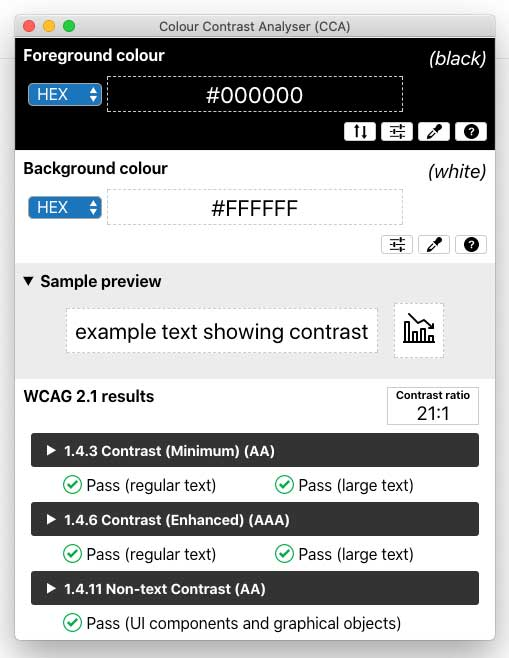 Colour Contrast Analyser (CCA)
Foreground colour
(black)
HEX
#000000
?
Background colour
(white)
HEX
#FFFFFF
?
▼ Sample preview
example text showing contrast
WCAG 2.1 results
Contrast ratio
21:1
▶ 1.4.3 Contrast (Minimum) (AA)
Pass (regular text) Pass (large text)
▶ 1.4.6 Contrast (Enhanced) (AAA)
Pass (regular text) Pass (large text)
▶ 1.4.11 Non-text Contrast (AA)
Pass (UI components and graphical objects)